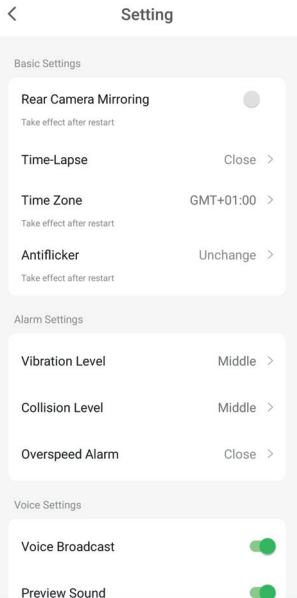 Setting
Basic Settings
Rear Camera Mirroring
Take effect after restart
Time-Lapse Close
Time Zone GMT+01:00
Take effect after restart
Antiflicker Unchange
Take effect after restart
Alarm Settings
Vibration Level Middle
Collision Level Middle
Overspeed Alarm Close
Voice Settings
Voice Broadcast
Preview Sound